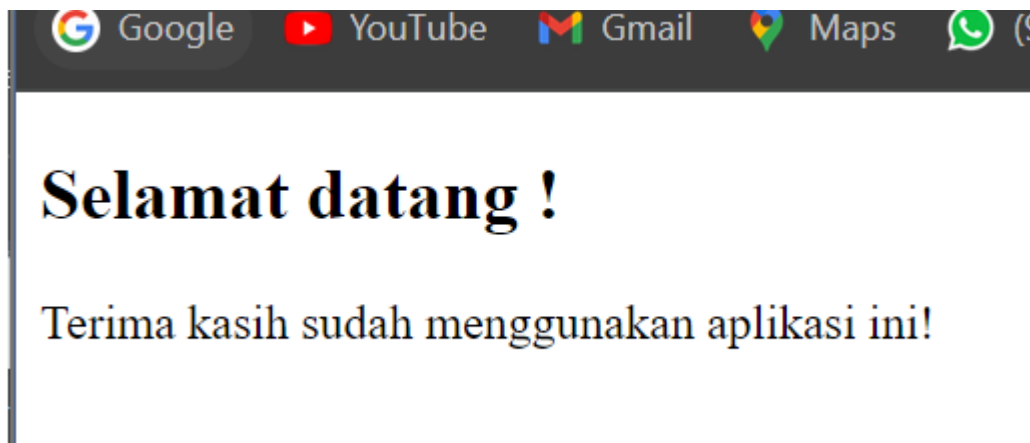 Google YouTube Gmail Maps
Selamat datang !
Terima kasih sudah menggunakan aplikasi ini!